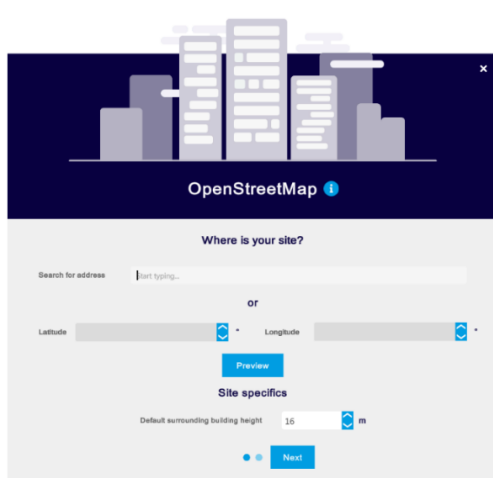 ×
OpenStreetMap i
Where is your site?
Search for address start typing...
or
Latitude ° Longitude °
Preview
Site specifics
Default surrounding building height 16 m
Next